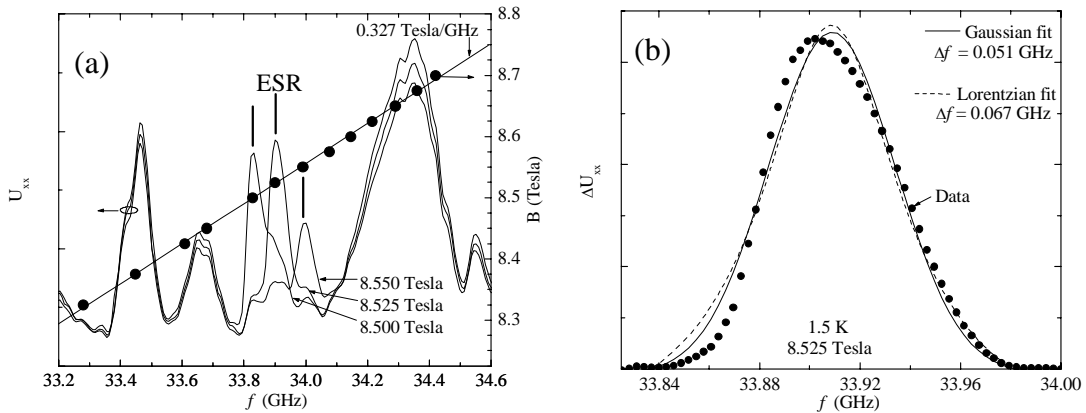 (a)
0.327 Tesla/GHz
ESR
U_xx
8.550 Tesla
8.525 Tesla
8.500 Tesla
8.8
8.7
8.6
8.5
8.4
8.3
B (Tesla)
33.2 33.4 33.6 33.8 34.0 34.2 34.4 34.6
f (GHz)
(b)
Gaussian fit
Δf = 0.051 GHz
Lorentzian fit
Δf = 0.067 GHz
ΔU_xx
Data
1.5 K
8.525 Tesla
33.84 33.88 33.92 33.96 34.00
f (GHz)